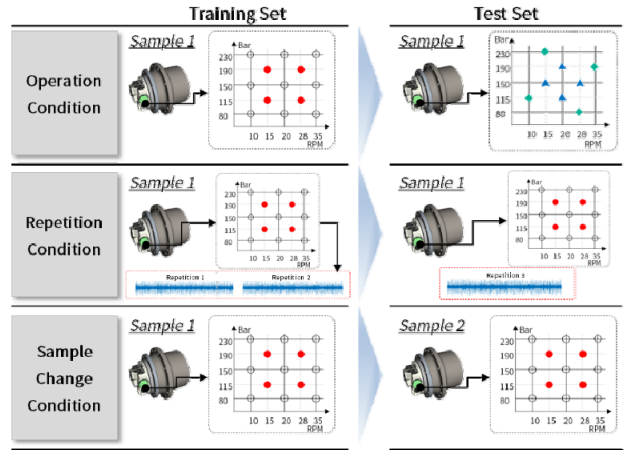 Training Set
Test Set
Operation
Condition
Sample 1
Bar
230
190
150
115
80
10 15 20 28 35
RPM
Sample 1
Bar
230
190
150
115
80
10 15 20 28 35
RPM
Repetition
Condition
Sample 1
Bar
230
190
150
115
80
10 15 20 28 35
RPM
Repatition 1
Repatition 2
Sample 1
Bar
230
190
150
115
80
10 15 20 28 35
RPM
Repatition 3
Sample
Change
Condition
Sample 1
Bar
230
190
150
115
80
10 15 20 28 35
RPM
Sample 2
Bar
230
190
150
115
80
10 15 20 28 35
RPM